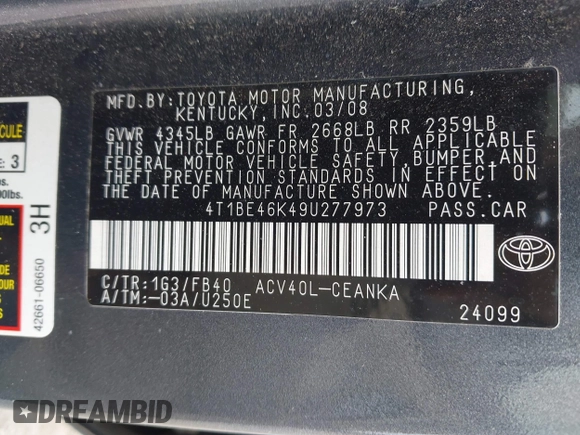 MFD.BY:TOYOTA MOTOR MANUFACTURING,
KENTUCKY,INC.03/08
GVWR 4345LB GAWR FR 2668LB RR 2359LB
THIS VEHICLE CONFORMS TO ALL APPLICABLE
FEDERAL MOTOR VEHICLE SAFETY,BUMPER,AND
THEFT PREVENTION STANDARDS IN EFFECT ON
THE DATE OF MANUFACTURE SHOWN ABOVE.
4T1BE46K49U277973 PASS.CAR
C/TR:1G3/FB40 ACV40L-CEANKA
A/TM:-03A/U250E
24099
TOYOTA
3
3H
42661-06650
DREAMBID